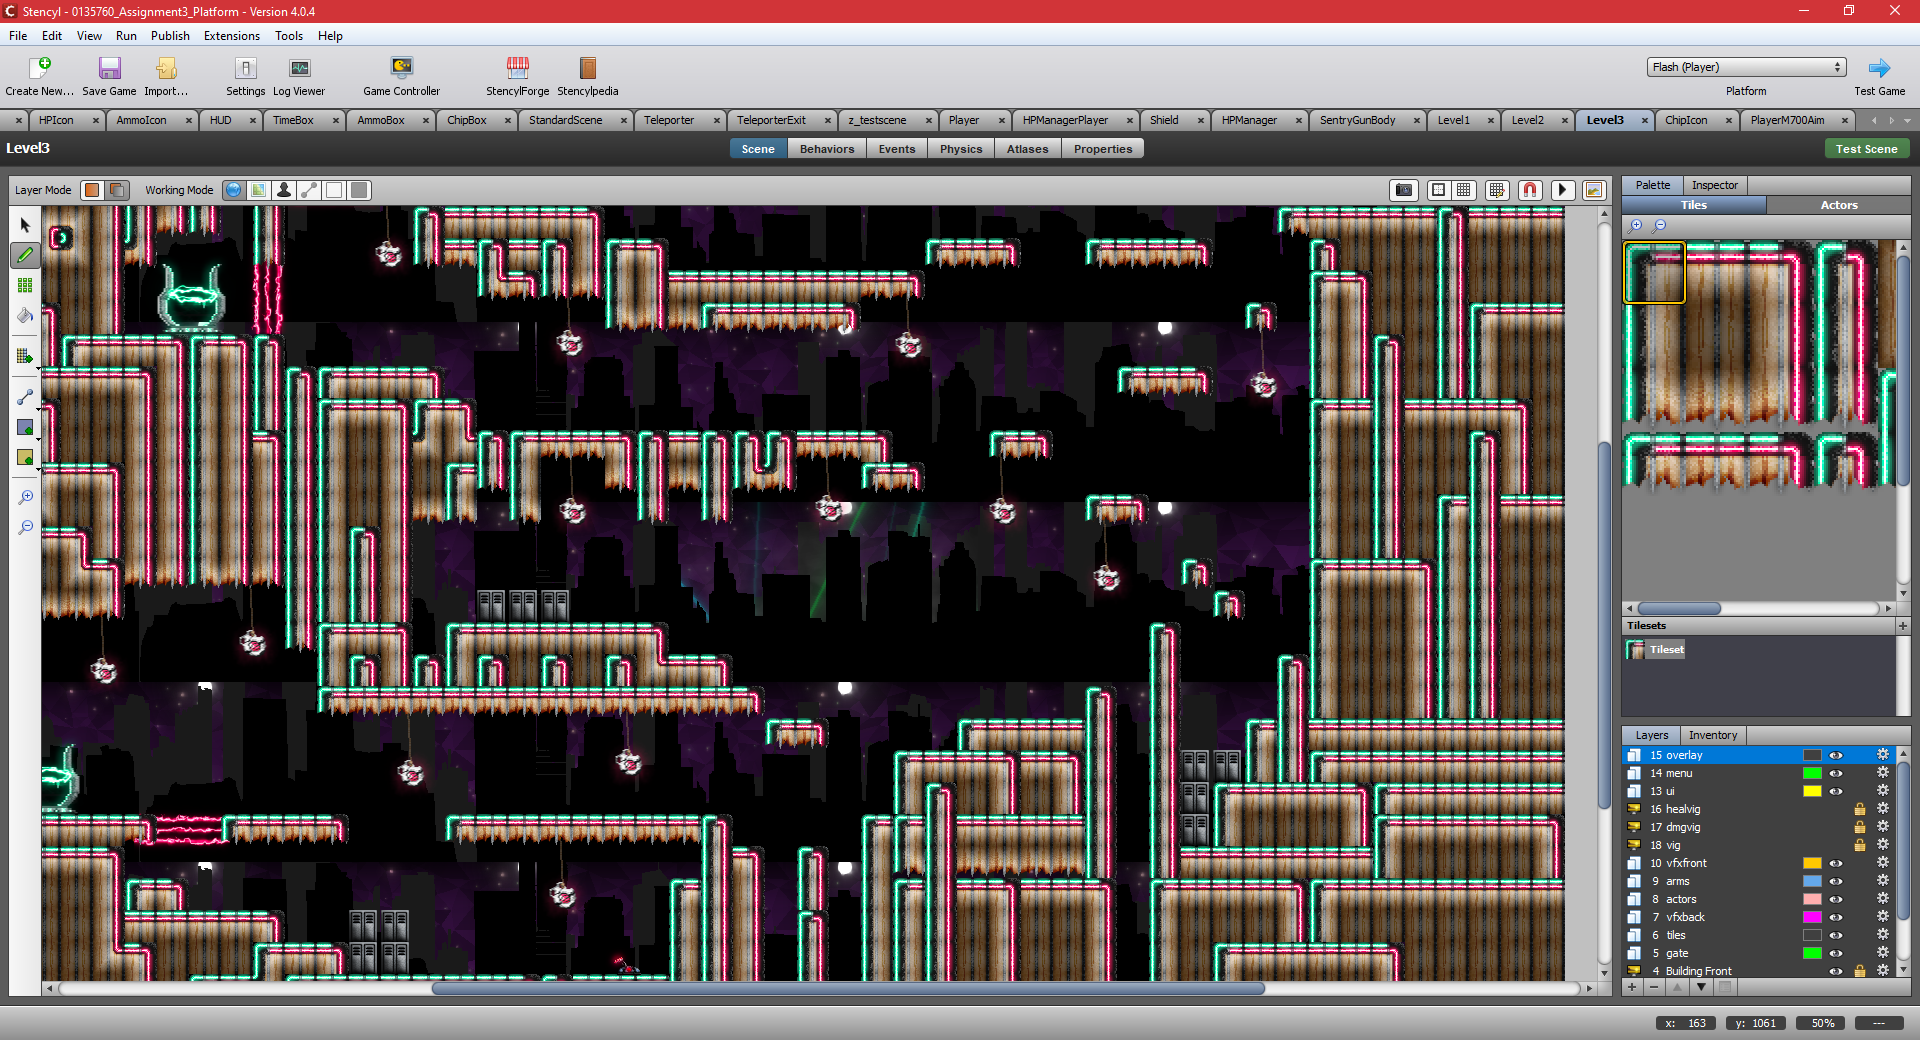 Stencyl - 0135760_Assignment3_Platform - Version 4.0.4
File Edit View Run Publish Extensions Tools Help
Flash (Player)
Create New... Save Game Import... Settings Log Viewer Game Controller StencylForge Stencylpedia Platform Test Game
HPIcon AmmoIcon HUD TimeBox AmmoBox ChipBox StandardScene Teleporter TeleporterExit z_testscene Player HPManagerPlayer Shield HPManager SentryGunBody Level1 Level2 Level3 ChipIcon PlayerM700Aim
Level3 Scene Behaviors Events Physics Atlases Properties Test Scene
Layer Mode Working Mode Palette Inspector
Tiles Actors
Tilesets
Tileset
Layers Inventory
15 overlay
14 menu
13 ui
16 healvig
17 dmgvig
18 vig
10 vfxfront
9 arms
8 actors
7 vfxback
6 tiles
5 gate
4 Building Front
x: 163 y: 1061 50% ---